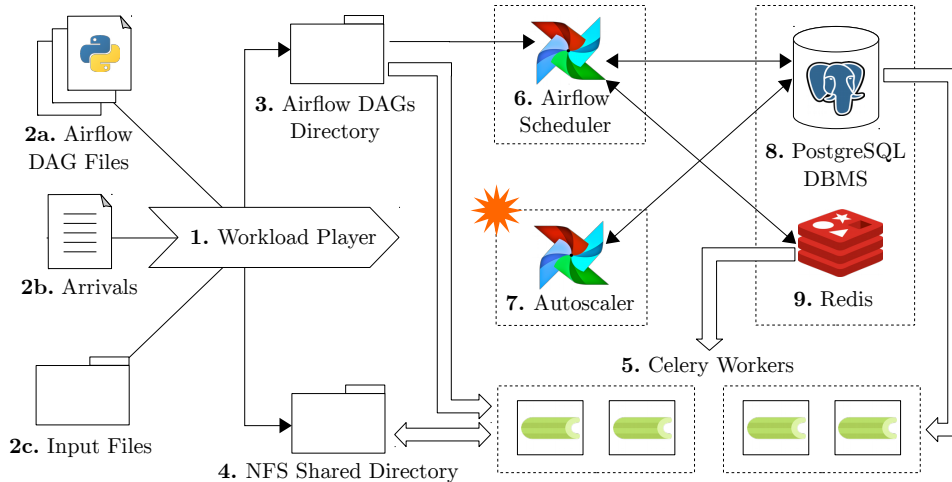 2a. Airflow
DAG Files
2b. Arrivals
2c. Input Files
1. Workload Player
3. Airflow DAGs
Directory
4. NFS Shared Directory
6. Airflow
Scheduler
7. Autoscaler
8. PostgreSQL
DBMS
9. Redis
5. Celery Workers